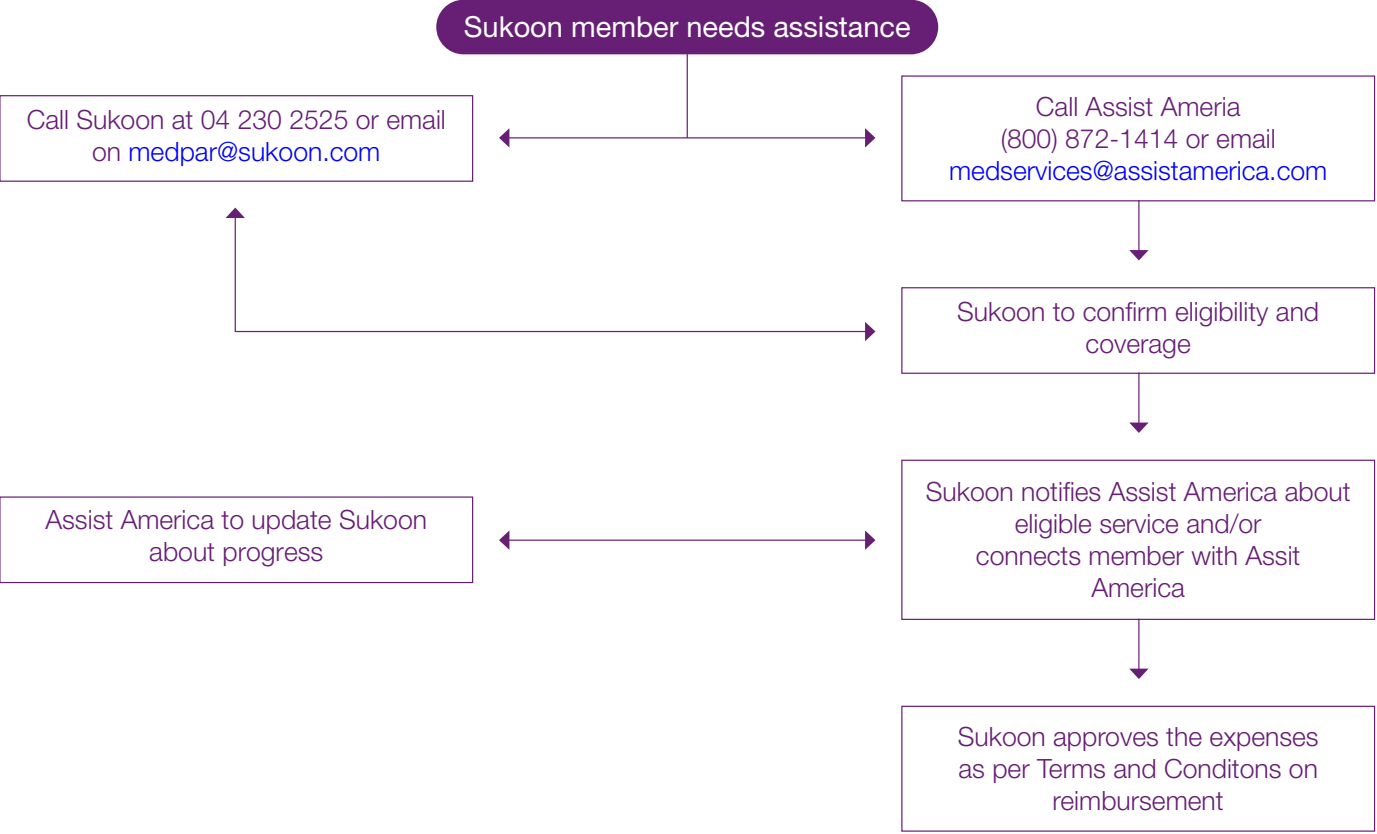 Sukoon member needs assistance
Call Sukoon at 04 230 2525 or email
on medpar@sukoon.com
Call Assist Ameria
(800) 872-1414 or email
medservices@assistamerica.com
Sukoon to confirm eligibility and
coverage
Assist America to update Sukoon
about progress
Sukoon notifies Assist America about
eligible service and/or
connects member with Assit
America
Sukoon approves the expenses
as per Terms and Conditons on
reimbursement